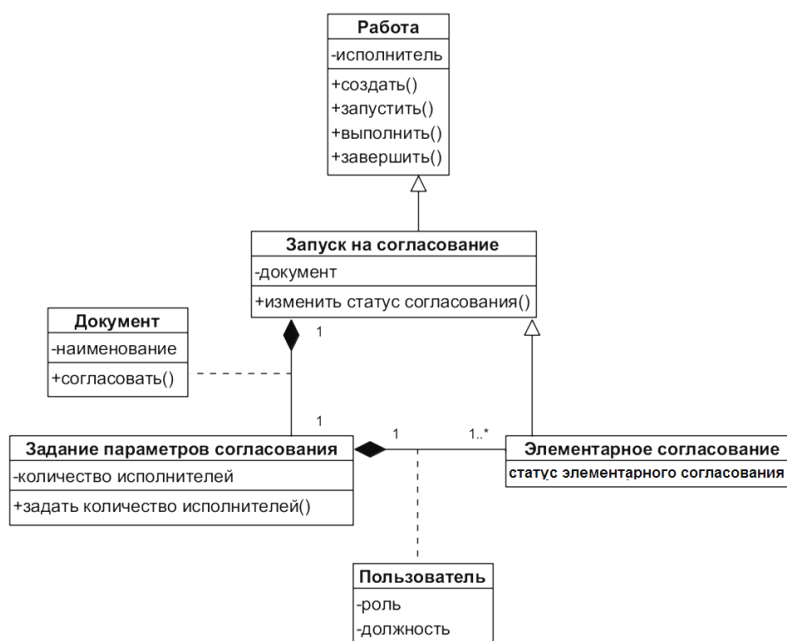 Работа
-исполнитель
+создать()
+запустить()
+выполнить()
+завершить()
Запуск на согласование
-документ
+изменить статус согласования()
Документ
-наименование
+согласовать()
1
1
Задание параметров согласования
-количество исполнителей
+задать количество исполнителей()
1
1..*
Элементарное согласование
статус элементарного согласования
Пользователь
-роль
-должность